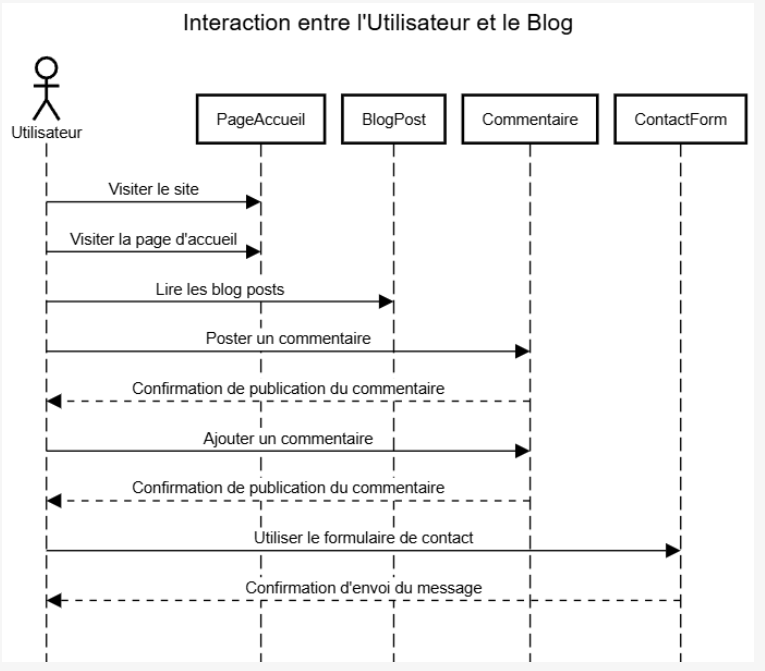 Interaction entre l'Utilisateur et le Blog
Utilisateur
PageAccueil
BlogPost
Commentaire
ContactForm
Visiter le site
Visiter la page d'accueil
Lire les blog posts
Poster un commentaire
Confirmation de publication du commentaire
Ajouter un commentaire
Confirmation de publication du commentaire
Utiliser le formulaire de contact
Confirmation d'envoi du message